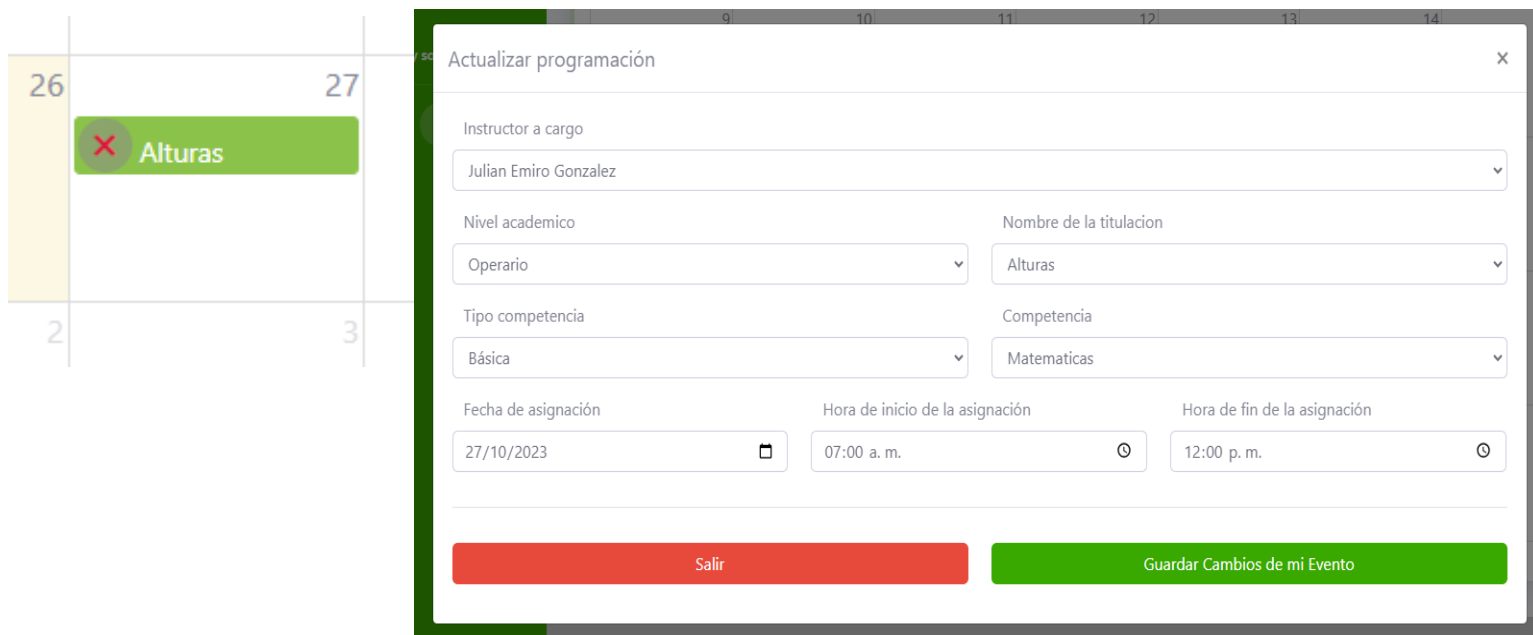 26
27
Alturas
2
3
9
10
11
12
13
14
Actualizar programación
Instructor a cargo
Julian Emiro Gonzalez
Nivel academico
Nombre de la titulacion
Operario
Alturas
Tipo competencia
Competencia
Básica
Matematicas
Fecha de asignación
Hora de inicio de la asignación
Hora de fin de la asignación
27/10/2023
07:00 a. m.
12:00 p. m.
Salir
Guardar Cambios de mi Evento